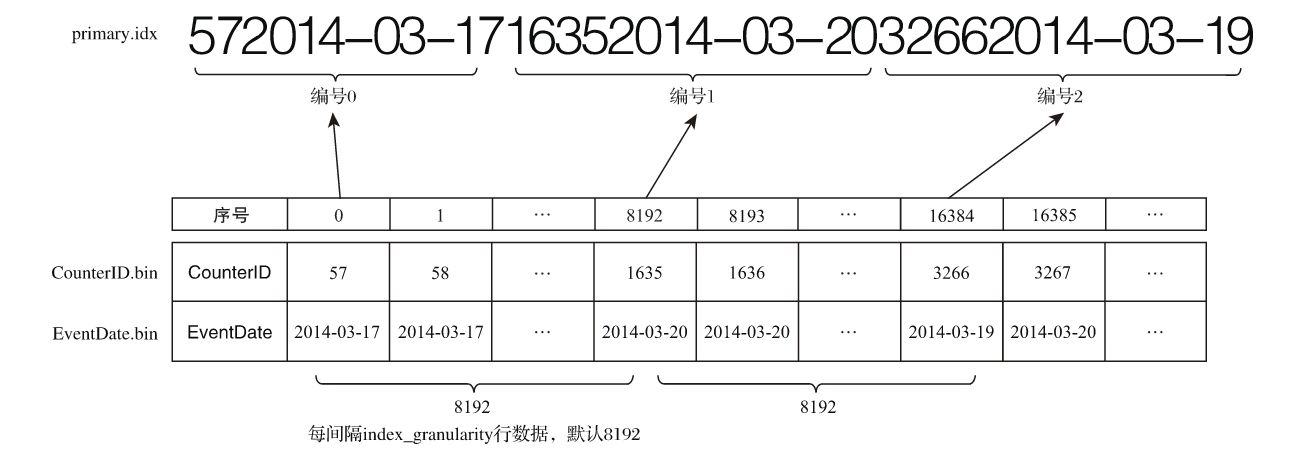 primary.idx 572014-03-1716352014-03-2032662014-03-19
编号0 编号1 编号2
序号 0 1 … 8192 8193 … 16384 16385 …
CounterID.bin CounterID 57 58 … 1635 1636 … 3266 3267 …
EventDate.bin EventDate 2014-03-17 2014-03-17 … 2014-03-20 2014-03-20 … 2014-03-19 2014-03-20 …
8192 8192
每间隔index_granularity行数据，默认8192